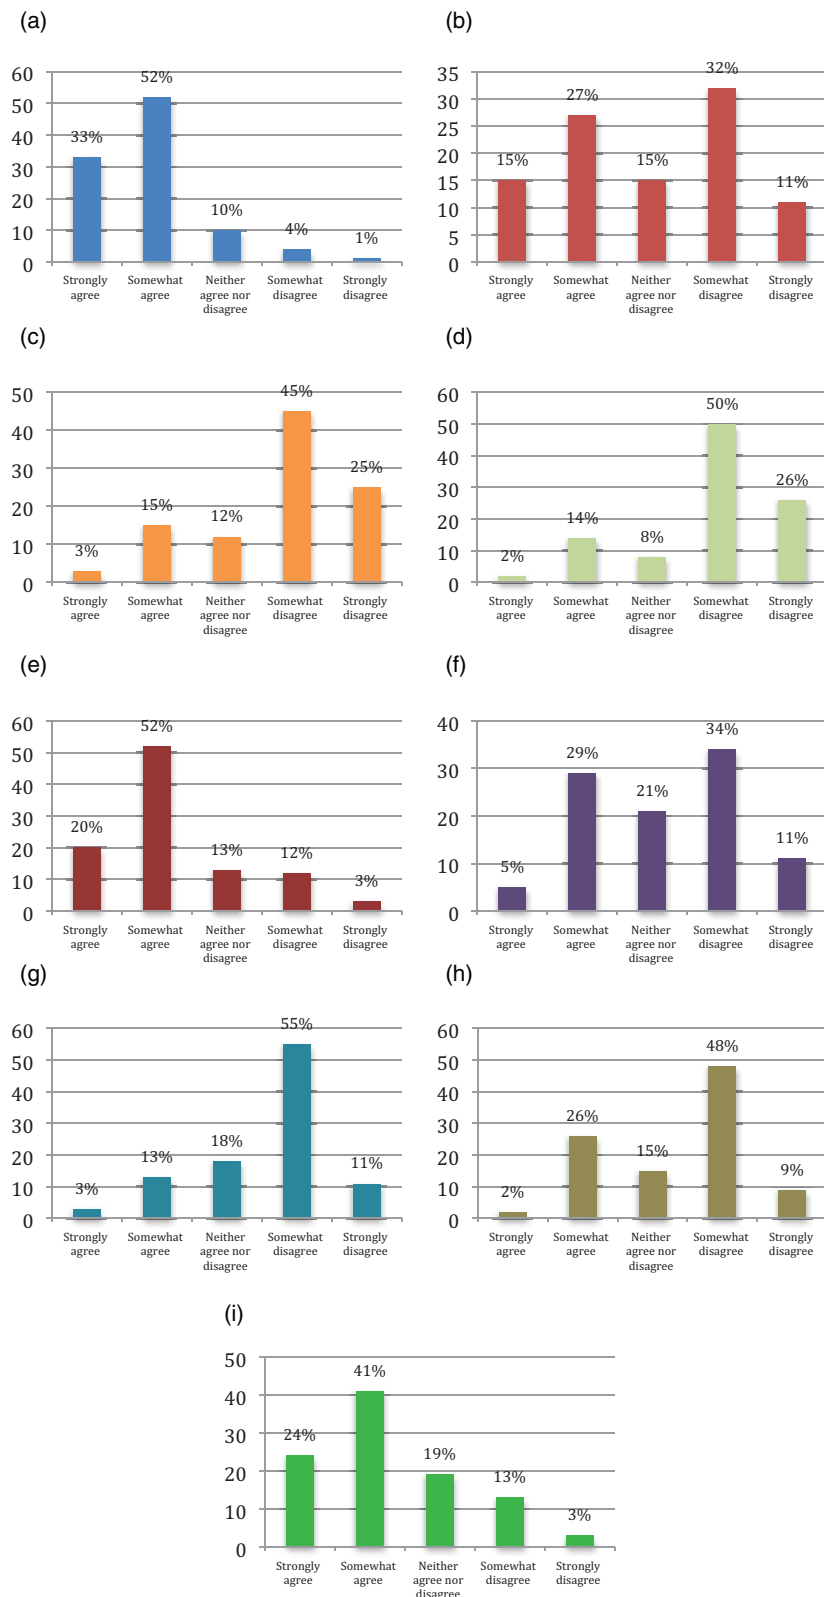 (a)
60
50
40
30
20
10
0
33%
52%
10%
4%
1%
Strongly agree
Somewhat agree
Neither agree nor disagree
Somewhat disagree
Strongly disagree
(b)
35
30
25
20
15
10
5
0
15%
27%
15%
32%
11%
Strongly agree
Somewhat agree
Neither agree nor disagree
Somewhat disagree
Strongly disagree
(c)
50
40
30
20
10
0
3%
15%
12%
45%
25%
Strongly agree
Somewhat agree
Neither agree nor disagree
Somewhat disagree
Strongly disagree
(d)
60
50
40
30
20
10
0
2%
14%
8%
50%
26%
Strongly agree
Somewhat agree
Neither agree nor disagree
Somewhat disagree
Strongly disagree
(e)
60
50
40
30
20
10
0
20%
52%
13%
12%
3%
Strongly agree
Somewhat agree
Neither agree nor disagree
Somewhat disagree
Strongly disagree
(f)
40
30
20
10
0
5%
29%
21%
34%
11%
Strongly agree
Somewhat agree
Neither agree nor disagree
Somewhat disagree
Strongly disagree
(g)
60
50
40
30
20
10
0
3%
13%
18%
55%
11%
Strongly agree
Somewhat agree
Neither agree nor disagree
Somewhat disagree
Strongly disagree
(h)
60
50
40
30
20
10
0
2%
26%
15%
48%
9%
Strongly agree
Somewhat agree
Neither agree nor disagree
Somewhat disagree
Strongly disagree
(i)
50
40
30
20
10
0
24%
41%
19%
13%
3%
Strongly agree
Somewhat agree
Neither agree nor disagree
Somewhat disagree
Strongly disagree